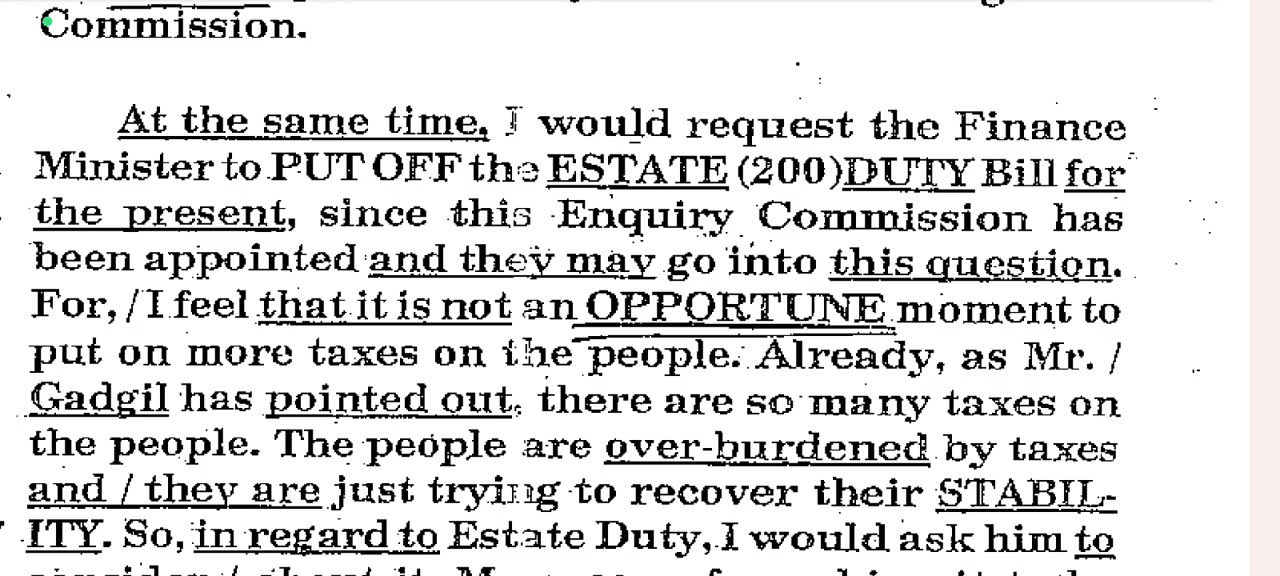 Commission.
At the same time, I would request the Finance
Minister to PUT OFF the ESTATE (200)DUTY Bill for
the present, since this Enquiry Commission has
been appointed and they may go into this question.
For, /I feel that it is not an OPPORTUNE moment to
put on more taxes on the people. Already, as Mr. /
Gadgil has pointed out, there are so many taxes on
the people. The people are over-burdened by taxes
and / they are just trying to recover their STABIL-
ITY. So, in regard to Estate Duty, I would ask him to